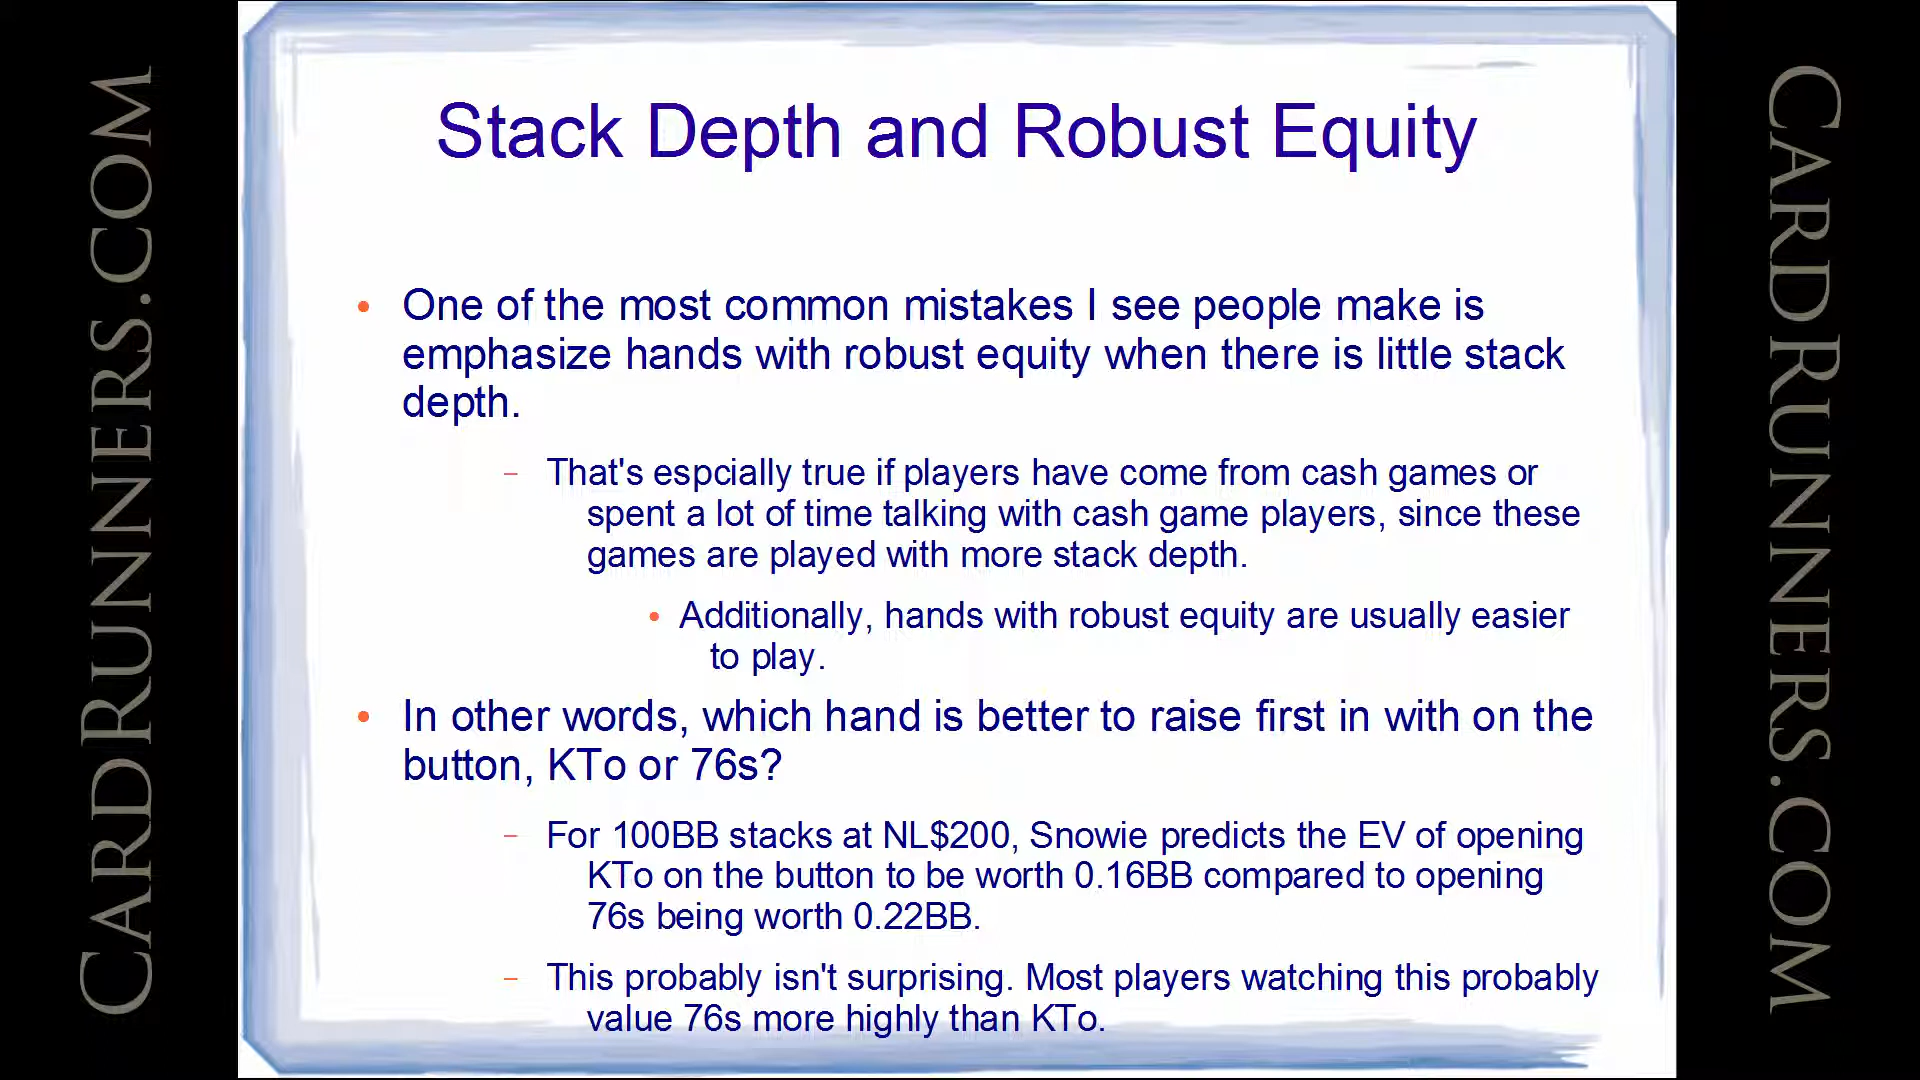 CARDRUNNERS.COM
Stack Depth and Robust Equity
• One of the most common mistakes I see people make is
emphasize hands with robust equity when there is little stack
depth.
– That's espcially true if players have come from cash games or
spent a lot of time talking with cash game players, since these
games are played with more stack depth.
• Additionally, hands with robust equity are usually easier
to play.
• In other words, which hand is better to raise first in with on the
button, KTo or 76s?
– For 100BB stacks at NL$200, Snowie predicts the EV of opening
KTo on the button to be worth 0.16BB compared to opening
76s being worth 0.22BB.
– This probably isn't surprising. Most players watching this probably
value 76s more highly than KTo.
CARDRUNNERS.COM